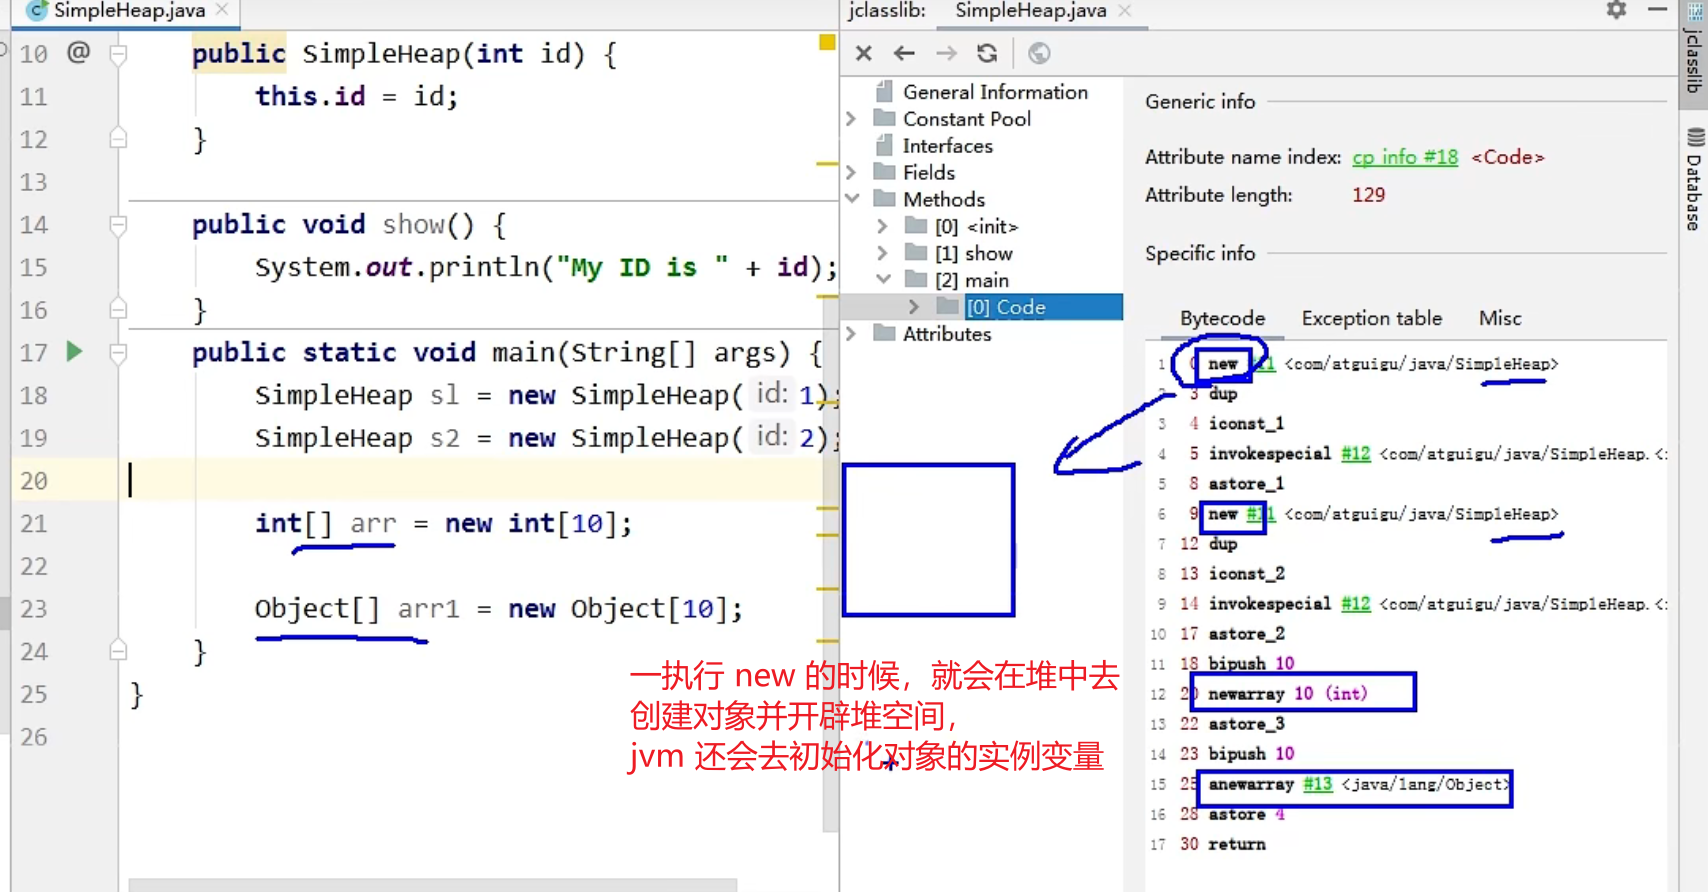 SimpleHeap.java
10 @ public SimpleHeap(int id) {
11 this.id = id;
12 }
13
14 public void show() {
15 System.out.println("My ID is " + id);
16 }
17 public static void main(String[] args) {
18 SimpleHeap sl = new SimpleHeap( id: 1);
19 SimpleHeap s2 = new SimpleHeap( id: 2);
20
21 int[] arr = new int[10];
22
23 Object[] arr1 = new Object[10];
24 }
25 }
26
一执行 new 的时候，就会在堆中去
创建对象并开辟堆空间，
jvm 还会去初始化对象的实例变量
jclasslib: SimpleHeap.java
General Information
Constant Pool
Interfaces
Fields
Methods
[0] <init>
[1] show
[2] main
[0] Code
Attributes
Generic info
Attribute name index: cp info #18 <Code>
Attribute length: 129
Specific info
Bytecode Exception table Misc
1 0 new #11 <com/atguigu/java/SimpleHeap>
2 3 dup
3 4 iconst_1
4 5 invokespecial #12 <com/atguigu/java/SimpleHeap.<
5 8 astore_1
6 9 new #11 <com/atguigu/java/SimpleHeap>
7 12 dup
8 13 iconst_2
9 14 invokespecial #12 <com/atguigu/java/SimpleHeap.<
10 17 astore_2
11 18 bipush 10
12 20 newarray 10 (int)
13 22 astore_3
14 23 bipush 10
15 25 anewarray #13 <java/lang/Object>
16 28 astore 4
17 30 return
jclasslib
Database